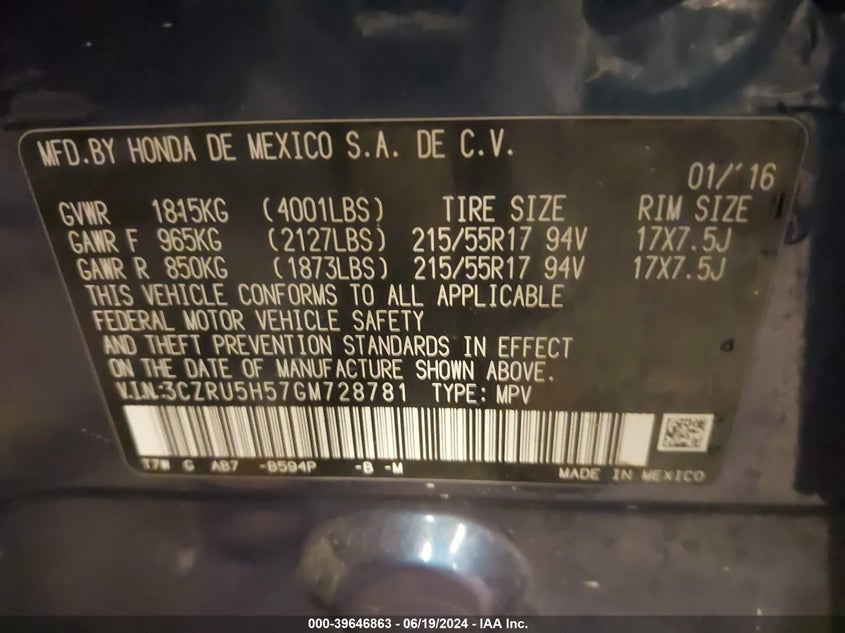 MFD.BY HONDA DE MEXICO S.A. DE C.V.
01/'16
GVWR 1815KG (4001LBS) TIRE SIZE RIM SIZE
GAWR F 965KG (2127LBS) 215/55R17 94V 17X7.5J
GAWR R 850KG (1873LBS) 215/55R17 94V 17X7.5J
THIS VEHICLE CONFORMS TO ALL APPLICABLE
FEDERAL MOTOR VEHICLE SAFETY
AND THEFT PREVENTION STANDARDS IN EFFECT
ON THE DATE OF MANUFACTURE SHOWN ABOVE.
V.I.N:3CZRU5H57GM728781 TYPE: MPV
T7W G AB7 -B594P -B -M
MADE IN MEXICO
000-39646863 - 06/19/2024 - IAA Inc.